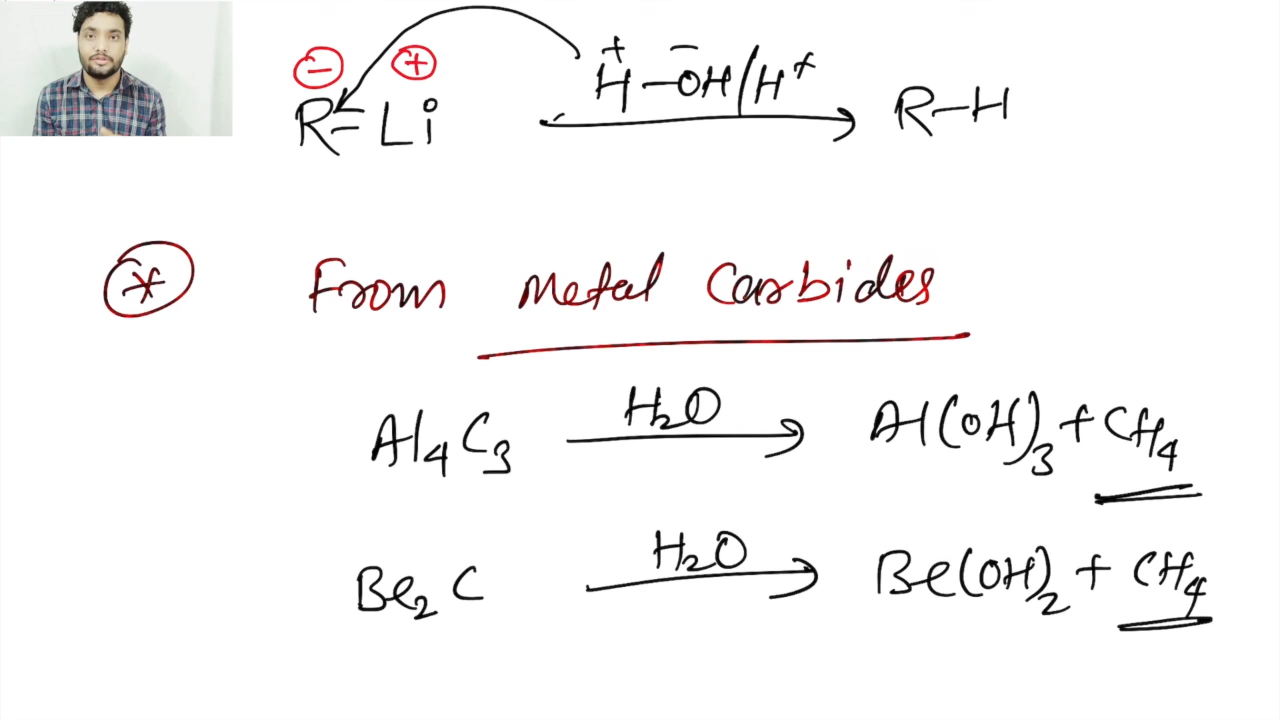 ⊖ ⊕ + −
R–Li H–OH/H⁺ → R–H
* From Metal Carbides
Al₄C₃ H₂O → Al(OH)₃ + CH₄
Be₂C H₂O → Be(OH)₂ + CH₄